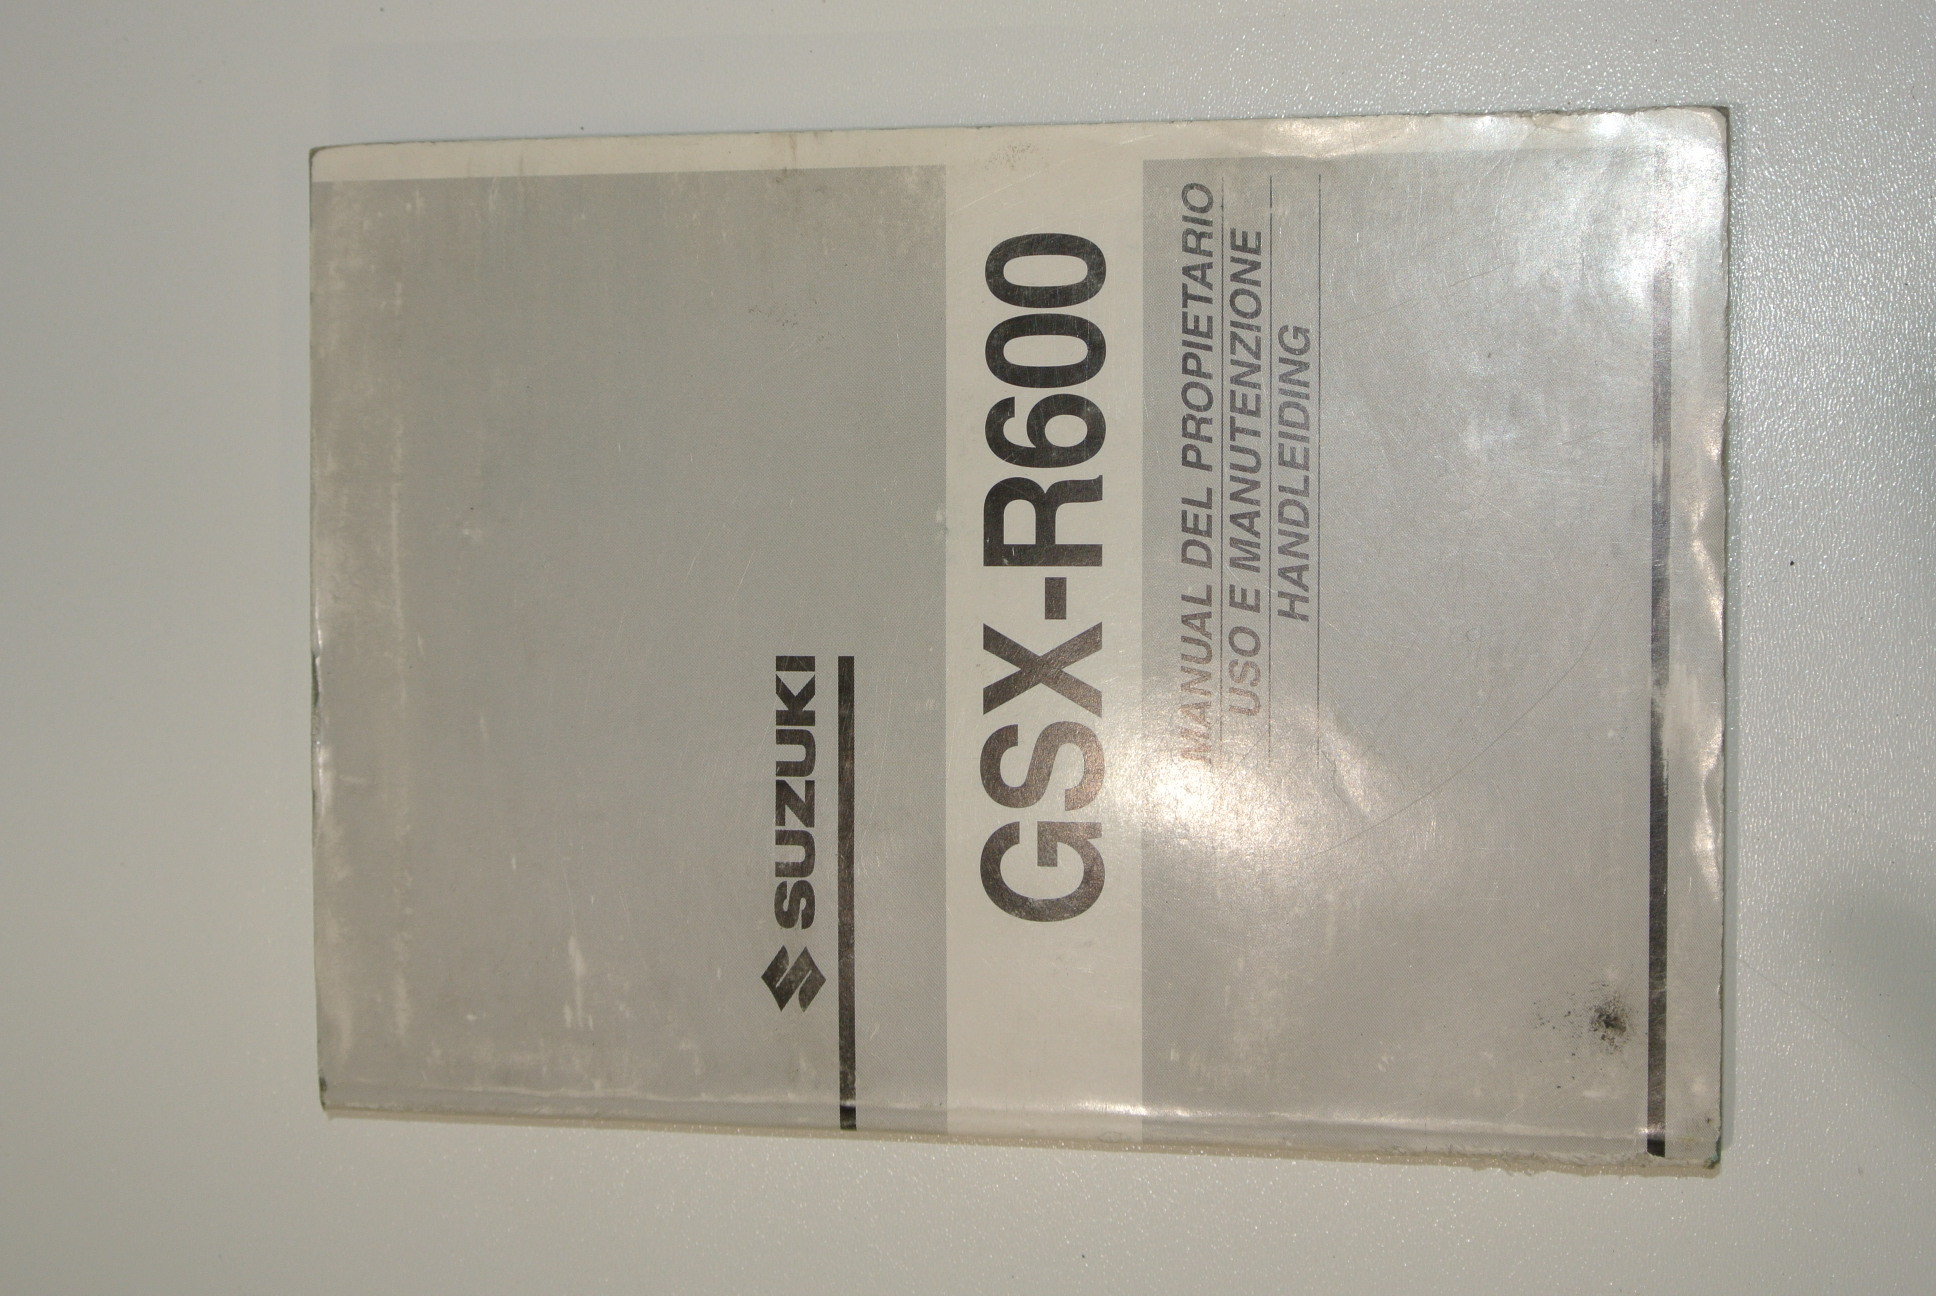 SUZUKI
GSX-R600
MANUAL DEL PROPIETARIO
USO E MANUTENZIONE
HANDLEIDING